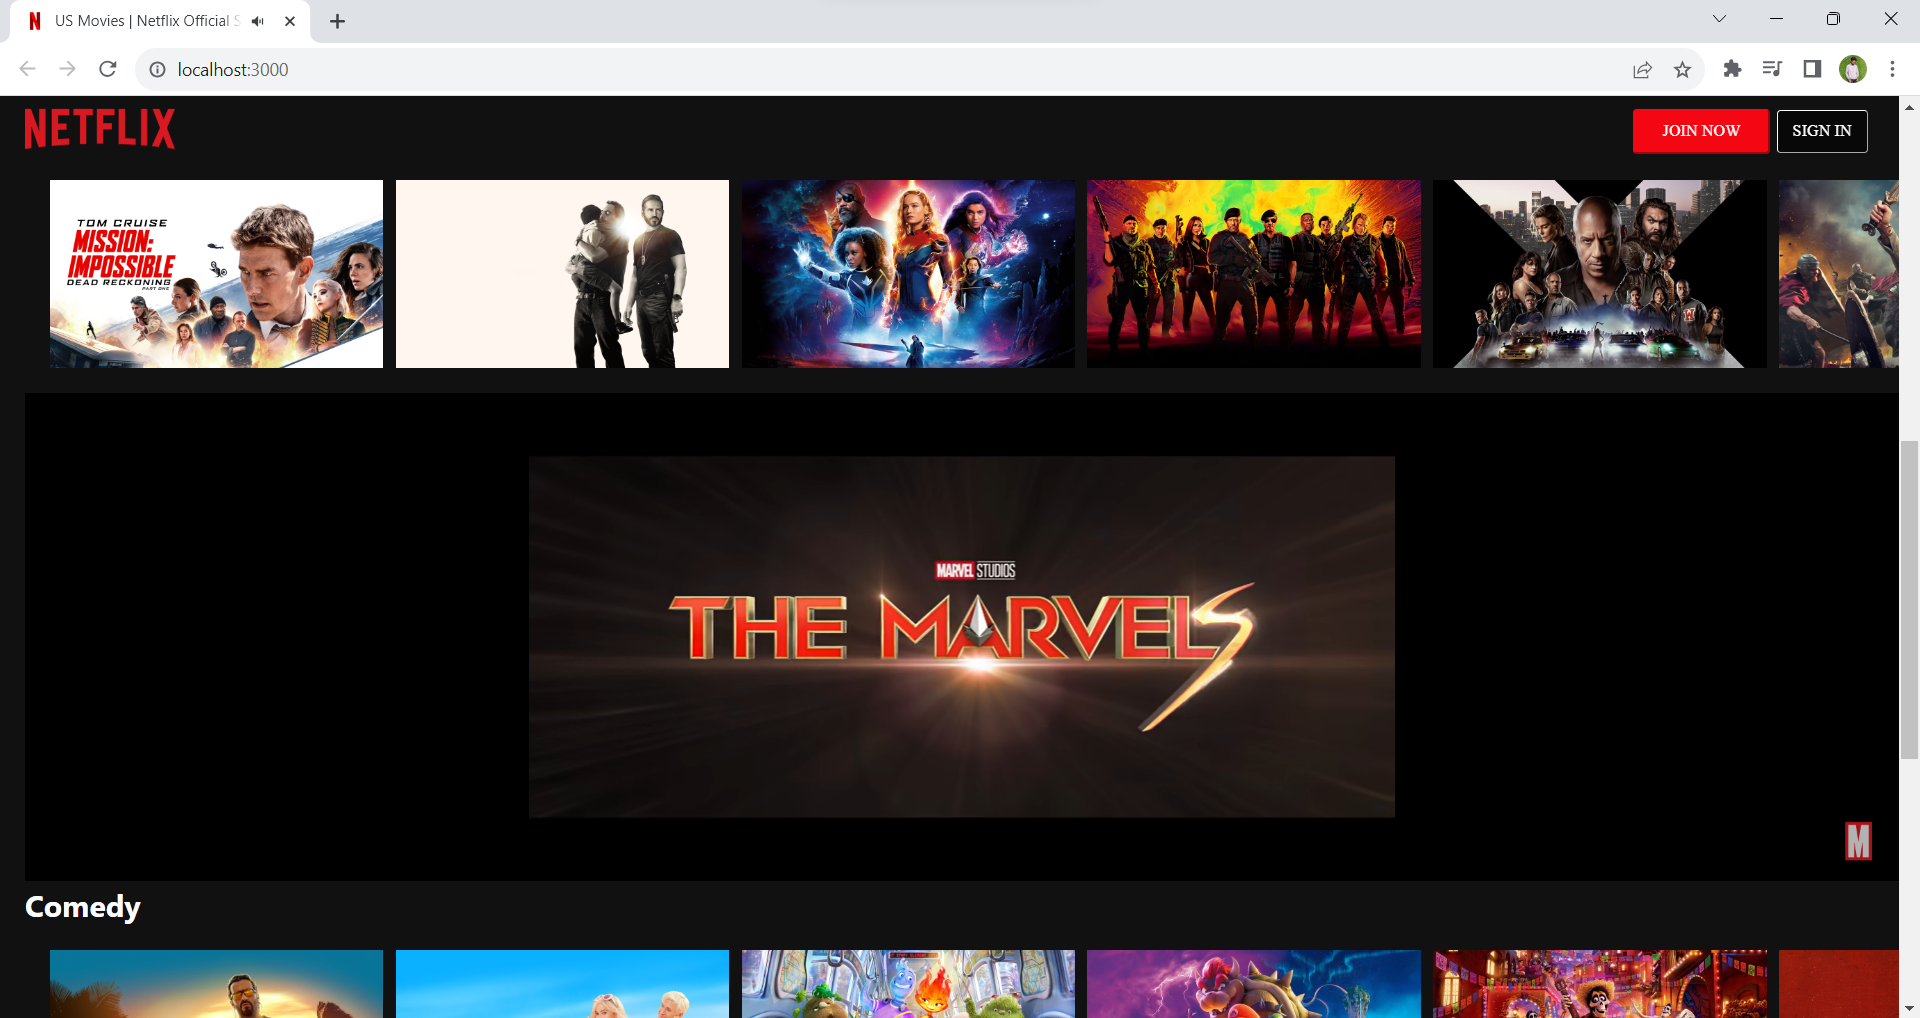 US Movies | Netflix Official S
localhost:3000
NETFLIX
JOIN NOW
SIGN IN
TOM CRUISE
MISSION:
IMPOSSIBLE
DEAD RECKONING
PART ONE
MARVEL STUDIOS
THE MARVELS
M
Comedy